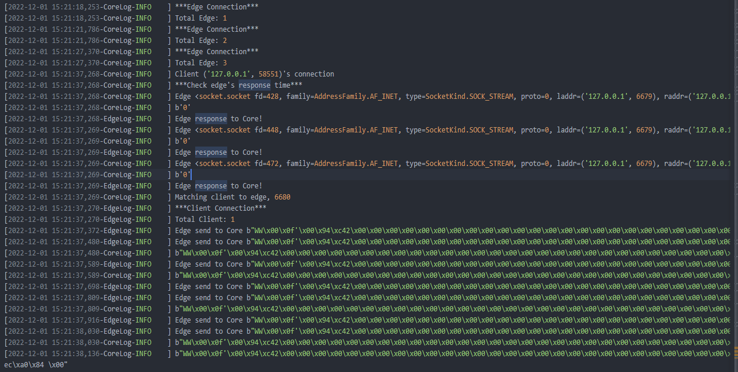 [2022-12-01 15:21:18,253-CoreLog-INFO    ] ***Edge Connection***
[2022-12-01 15:21:18,253-CoreLog-INFO    ] Total Edge: 1
[2022-12-01 15:21:21,786-CoreLog-INFO    ] ***Edge Connection***
[2022-12-01 15:21:21,786-CoreLog-INFO    ] Total Edge: 2
[2022-12-01 15:21:27,370-CoreLog-INFO    ] ***Edge Connection***
[2022-12-01 15:21:27,370-CoreLog-INFO    ] Total Edge: 3
[2022-12-01 15:21:37,268-CoreLog-INFO    ] Client ('127.0.0.1', 58551)'s connection
[2022-12-01 15:21:37,268-CoreLog-INFO    ] ***Check edge's response time***
[2022-12-01 15:21:37,268-CoreLog-INFO    ] Edge <socket.socket fd=428, family=AddressFamily.AF_INET, type=SocketKind.SOCK_STREAM, proto=0, laddr=('127.0.0.1', 6679), raddr=('127.0.1
[2022-12-01 15:21:37,268-CoreLog-INFO    ] b'0'
[2022-12-01 15:21:37,268-EdgeLog-INFO    ] Edge response to Core!
[2022-12-01 15:21:37,269-CoreLog-INFO    ] Edge <socket.socket fd=448, family=AddressFamily.AF_INET, type=SocketKind.SOCK_STREAM, proto=0, laddr=('127.0.0.1', 6679), raddr=('127.0.1
[2022-12-01 15:21:37,269-CoreLog-INFO    ] b'0'
[2022-12-01 15:21:37,269-EdgeLog-INFO    ] Edge response to Core!
[2022-12-01 15:21:37,269-CoreLog-INFO    ] Edge <socket.socket fd=472, family=AddressFamily.AF_INET, type=SocketKind.SOCK_STREAM, proto=0, laddr=('127.0.0.1', 6679), raddr=('127.0.1
[2022-12-01 15:21:37,269-CoreLog-INFO    ] b'0'
[2022-12-01 15:21:37,269-EdgeLog-INFO    ] Edge response to Core!
[2022-12-01 15:21:37,269-CoreLog-INFO    ] Matching client to edge, 6680
[2022-12-01 15:21:37,270-EdgeLog-INFO    ] ***Client Connection***
[2022-12-01 15:21:37,270-EdgeLog-INFO    ] Total Client: 1
[2022-12-01 15:21:37,372-EdgeLog-INFO    ] Edge send to Core b"WW\x00\x0f'\x00\x94\xc42\x00\x00\x00\x00\x00\x00\x00\x00\x00\x00\x00\x00\x00\x00\x00\x00\x00\x00\x00\x00\x00\x00\x00
[2022-12-01 15:21:37,480-EdgeLog-INFO    ] Edge send to Core b"WW\x00\x0f'\x00\x94\xc42\x00\x00\x00\x00\x00\x00\x00\x00\x00\x00\x00\x00\x00\x00\x00\x00\x00\x00\x00\x00\x00\x00\x00
[2022-12-01 15:21:37,480-CoreLog-INFO    ] b"WW\x00\x0f'\x00\x94\xc42\x00\x00\x00\x00\x00\x00\x00\x00\x00\x00\x00\x00\x00\x00\x00\x00\x00\x00\x00\x00\x00\x00\x00\x00\x00\x00\x00\x00
[2022-12-01 15:21:37,589-EdgeLog-INFO    ] Edge send to Core b"WW\x00\x0f'\x00\x94\xc42\x00\x00\x00\x00\x00\x00\x00\x00\x00\x00\x00\x00\x00\x00\x00\x00\x00\x00\x00\x00\x00\x00\x00
[2022-12-01 15:21:37,589-CoreLog-INFO    ] b"WW\x00\x0f'\x00\x94\xc42\x00\x00\x00\x00\x00\x00\x00\x00\x00\x00\x00\x00\x00\x00\x00\x00\x00\x00\x00\x00\x00\x00\x00\x00\x00\x00\x00\x00
[2022-12-01 15:21:37,698-EdgeLog-INFO    ] Edge send to Core b"WW\x00\x0f'\x00\x94\xc42\x00\x00\x00\x00\x00\x00\x00\x00\x00\x00\x00\x00\x00\x00\x00\x00\x00\x00\x00\x00\x00\x00\x00
[2022-12-01 15:21:37,809-EdgeLog-INFO    ] Edge send to Core b"WW\x00\x0f'\x00\x94\xc42\x00\x00\x00\x00\x00\x00\x00\x00\x00\x00\x00\x00\x00\x00\x00\x00\x00\x00\x00\x00\x00\x00\x00
[2022-12-01 15:21:37,809-CoreLog-INFO    ] b"WW\x00\x0f'\x00\x94\xc42\x00\x00\x00\x00\x00\x00\x00\x00\x00\x00\x00\x00\x00\x00\x00\x00\x00\x00\x00\x00\x00\x00\x00\x00\x00\x00\x00\x00
[2022-12-01 15:21:37,916-EdgeLog-INFO    ] Edge send to Core b"WW\x00\x0f'\x00\x94\xc42\x00\x00\x00\x00\x00\x00\x00\x00\x00\x00\x00\x00\x00\x00\x00\x00\x00\x00\x00\x00\x00\x00\x00
[2022-12-01 15:21:38,030-EdgeLog-INFO    ] Edge send to Core b"WW\x00\x0f'\x00\x94\xc42\x00\x00\x00\x00\x00\x00\x00\x00\x00\x00\x00\x00\x00\x00\x00\x00\x00\x00\x00\x00\x00\x00\x00
[2022-12-01 15:21:38,030-CoreLog-INFO    ] b"WW\x00\x0f'\x00\x94\xc42\x00\x00\x00\x00\x00\x00\x00\x00\x00\x00\x00\x00\x00\x00\x00\x00\x00\x00\x00\x00\x00\x00\x00\x00\x00\x00\x00\x00
[2022-12-01 15:21:38,136-CoreLog-INFO    ] b"WW\x00\x0f'\x00\x94\xc42\x00\x00\x00\x00\x00\x00\x00\x00\x00\x00\x00\x00\x00\x00\x00\x00\x00\x00\x00\x00\x00\x00\x00\x00\x00\x00\x00\x00
ec\xa0\x84 \x00"